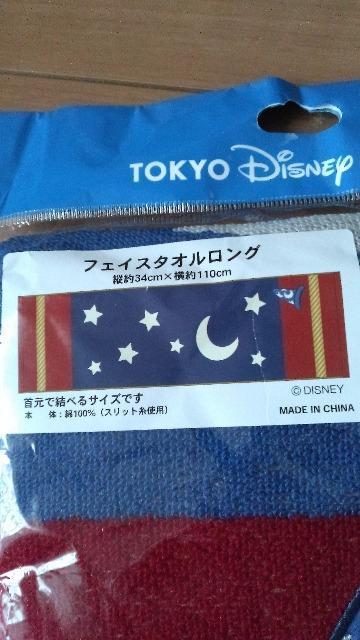 TOKYO Disney
フェイスタオルロング
縦約34cm×横約110cm
首元で結べるサイズです
本 体：綿100%（スリット糸使用）
©DISNEY
MADE IN CHINA